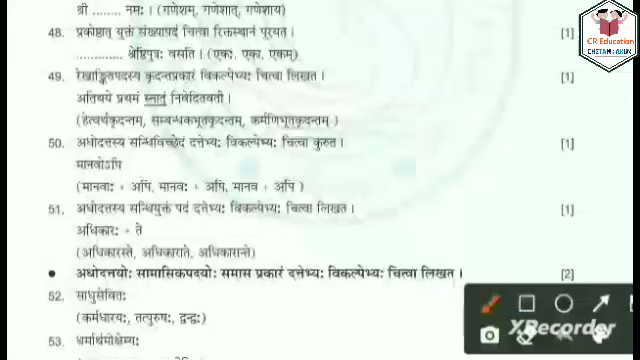 श्री ........ नमः । (गणेशम्, गणेशात्, गणेशाय)
48. प्रकोष्ठात् युक्तं संख्यापदं चित्वा रिक्तस्थानं पूरयत । [1]
............. श्रेष्ठिपुत्रः वसति । (एकः, एका, एकम्)
49. रेखाङ्कितपदस्य कृदन्तप्रकारं विकल्पेभ्यः चित्वा लिखत । [1]
अतिथये प्रथमं स्नातुं निवेदितवती ।
(हेत्वर्थकृदन्तम्, सम्बन्धकभूतकृदन्तम्, कर्मणिभूतकृदन्तम्)
50. अधोदत्तस्य सन्धिविच्छेदं दत्तेभ्यः विकल्पेभ्यः चित्वा कुरुत । [1]
मानवोऽपि
(मानवाः + अपि, मानवः + अपि, मानव + अपि)
51. अधोदत्तस्य सन्धियुक्तं पदं दत्तेभ्यः विकल्पेभ्यः चित्वा लिखत । [1]
अधिकारः + ते
(अधिकारस्ते, अधिकाराते, अधिकारान्ते)
• अधोदत्तयोः सामासिकपदयोः समास प्रकारं दत्तेभ्यः विकल्पेभ्यः चित्वा लिखत । [2]
52. साधुसेवितः
(कर्मधारयः, तत्पुरुषः, द्वन्द्वः)
53. धर्मार्थमोक्षेभ्यः
CR Education
CHETAN : AKUV
XRecorder